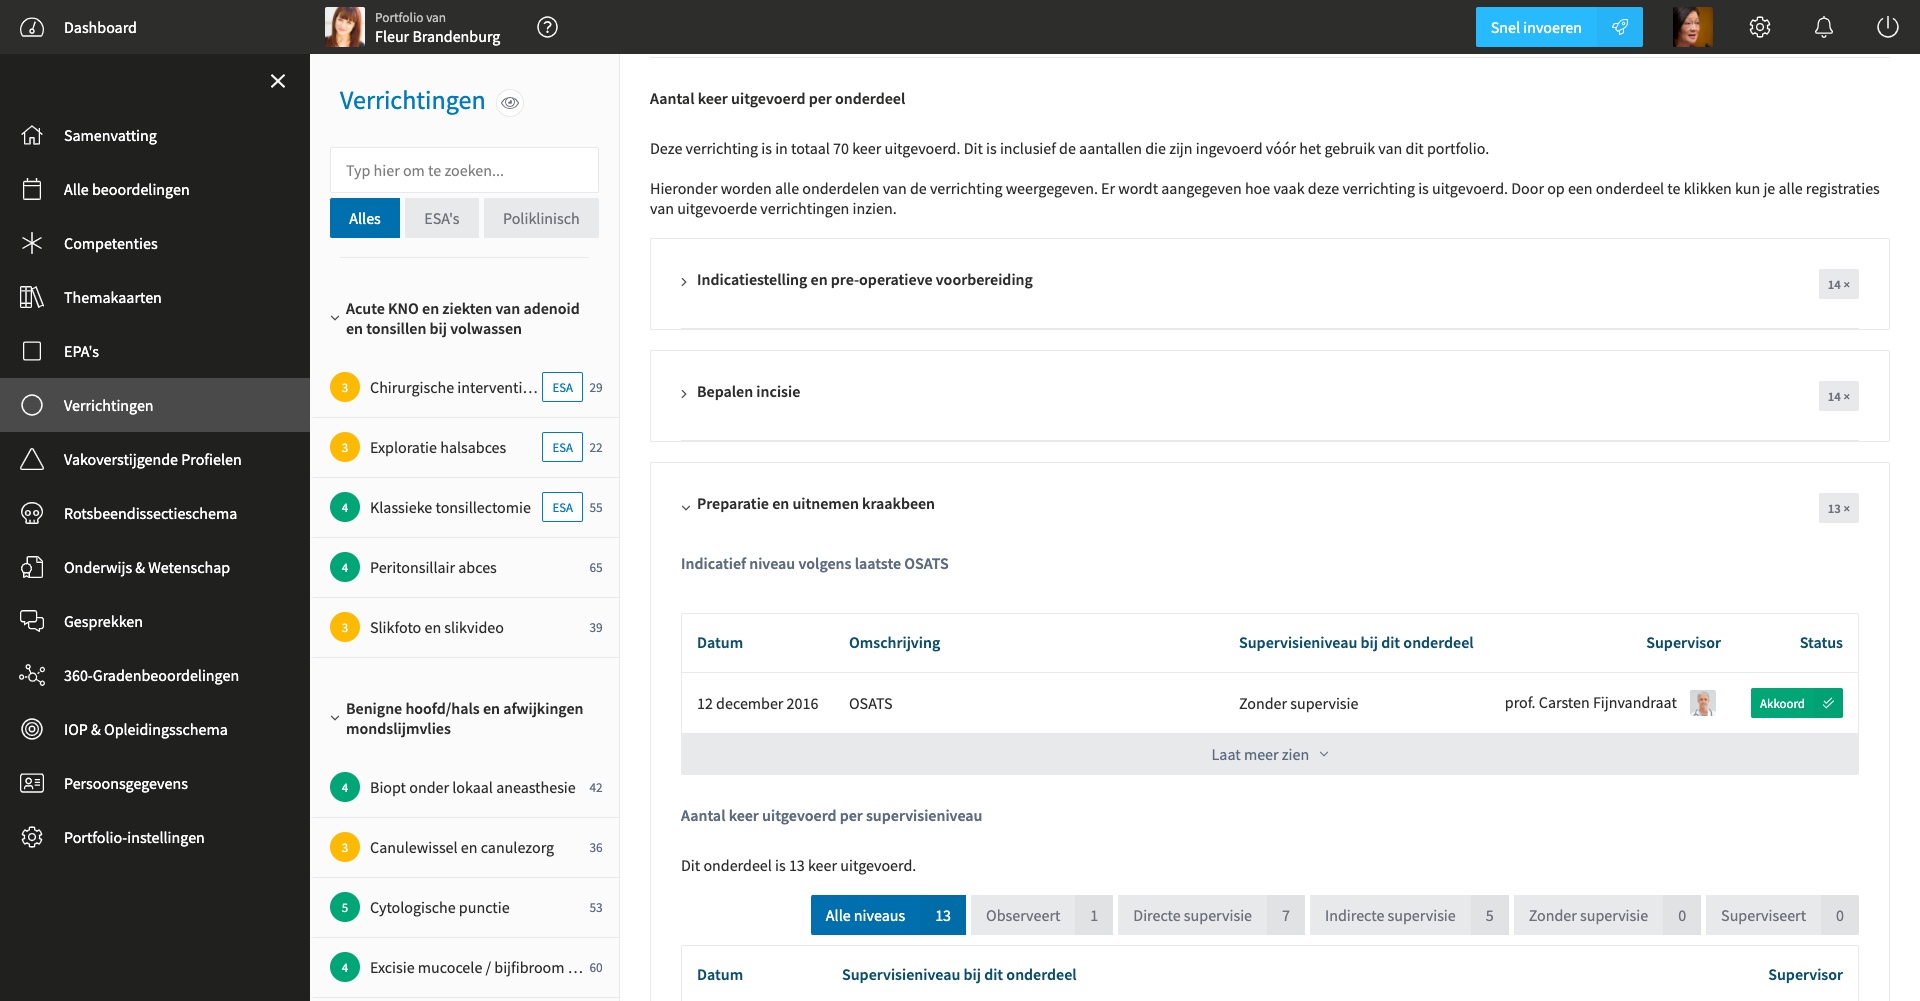 Dashboard
Portfolio van
Fleur Brandenburg
?
Snel invoeren
Samenvatting
Alle beoordelingen
Competenties
Themakaarten
EPA's
Verrichtingen
Vakoverstijgende Profielen
Rotsbeendissectieschema
Onderwijs & Wetenschap
Gesprekken
360-Gradenbeoordelingen
IOP & Opleidingsschema
Persoonsgegevens
Portfolio-instellingen
Verrichtingen
Typ hier om te zoeken...
Alles ESA's Poliklinisch
Acute KNO en ziekten van adenoid
en tonsillen bij volwassen
3 Chirurgische interventi... ESA 29
3 Exploratie halsabces ESA 22
4 Klassieke tonsillectomie ESA 55
4 Peritonsillair abces 65
3 Slikfoto en slikvideo 39
Benigne hoofd/hals en afwijkingen
mondslijmvlies
4 Biopt onder lokaal aneasthesie 42
3 Canulewissel en canulezorg 36
5 Cytologische punctie 53
4 Excisie mucocele / bijfibroom ... 60
Aantal keer uitgevoerd per onderdeel
Deze verrichting is in totaal 70 keer uitgevoerd. Dit is inclusief de aantallen die zijn ingevoerd vóór het gebruik van dit portfolio.
Hieronder worden alle onderdelen van de verrichting weergegeven. Er wordt aangegeven hoe vaak deze verrichting is uitgevoerd. Door op een onderdeel te klikken kun je alle registraties
van uitgevoerde verrichtingen inzien.
Indicatiestelling en pre-operatieve voorbereiding 14 ×
Bepalen incisie 14 ×
Preparatie en uitnemen kraakbeen 13 ×
Indicatief niveau volgens laatste OSATS
Datum Omschrijving Supervisieniveau bij dit onderdeel Supervisor Status
12 december 2016 OSATS Zonder supervisie prof. Carsten Fijnvandraat Akkoord
Laat meer zien
Aantal keer uitgevoerd per supervisieniveau
Dit onderdeel is 13 keer uitgevoerd.
Alle niveaus 13 Observeert 1 Directe supervisie 7 Indirecte supervisie 5 Zonder supervisie 0 Superviseert 0
Datum Supervisieniveau bij dit onderdeel Supervisor